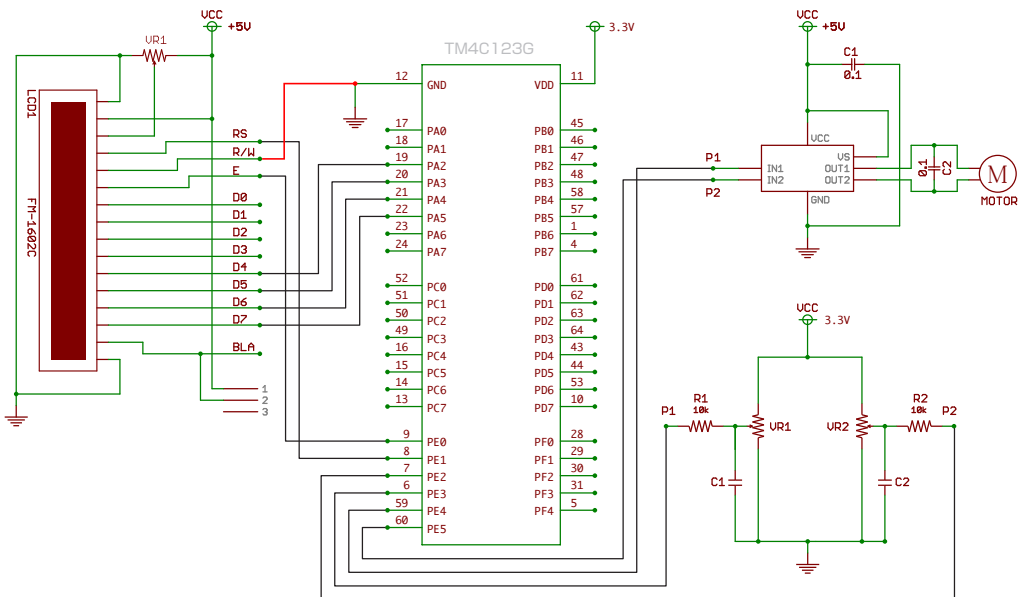 VCC
+5V
VR1
LCD1
FM-1602C
RS
R/W
E
D0
D1
D2
D3
D4
D5
D6
D7
BLA
1
2
3
TM4C123G
3.3V
12 GND VDD 11
17 PA0 PB0 45
18 PA1 PB1 46
19 PA2 PB2 47
20 PA3 PB3 48
21 PA4 PB4 58
22 PA5 PB5 57
23 PA6 PB6 1
24 PA7 PB7 4
52 PC0 PD0 61
51 PC1 PD1 62
50 PC2 PD2 63
49 PC3 PD3 64
16 PC4 PD4 43
15 PC5 PD5 44
14 PC6 PD6 53
13 PC7 PD7 10
9 PE0 PF0 28
8 PE1 PF1 29
7 PE2 PF2 30
6 PE3 PF3 31
59 PE4 PF4 5
60 PE5
VCC
+5V
C1
0.1
VCC
VS
P1 IN1 OUT1
P2 IN2 OUT2
GND
0.1
C2
M
MOTOR
VCC
3.3V
P1
R1
10k
VR1
VR2
R2
10k
P2
C1
C2